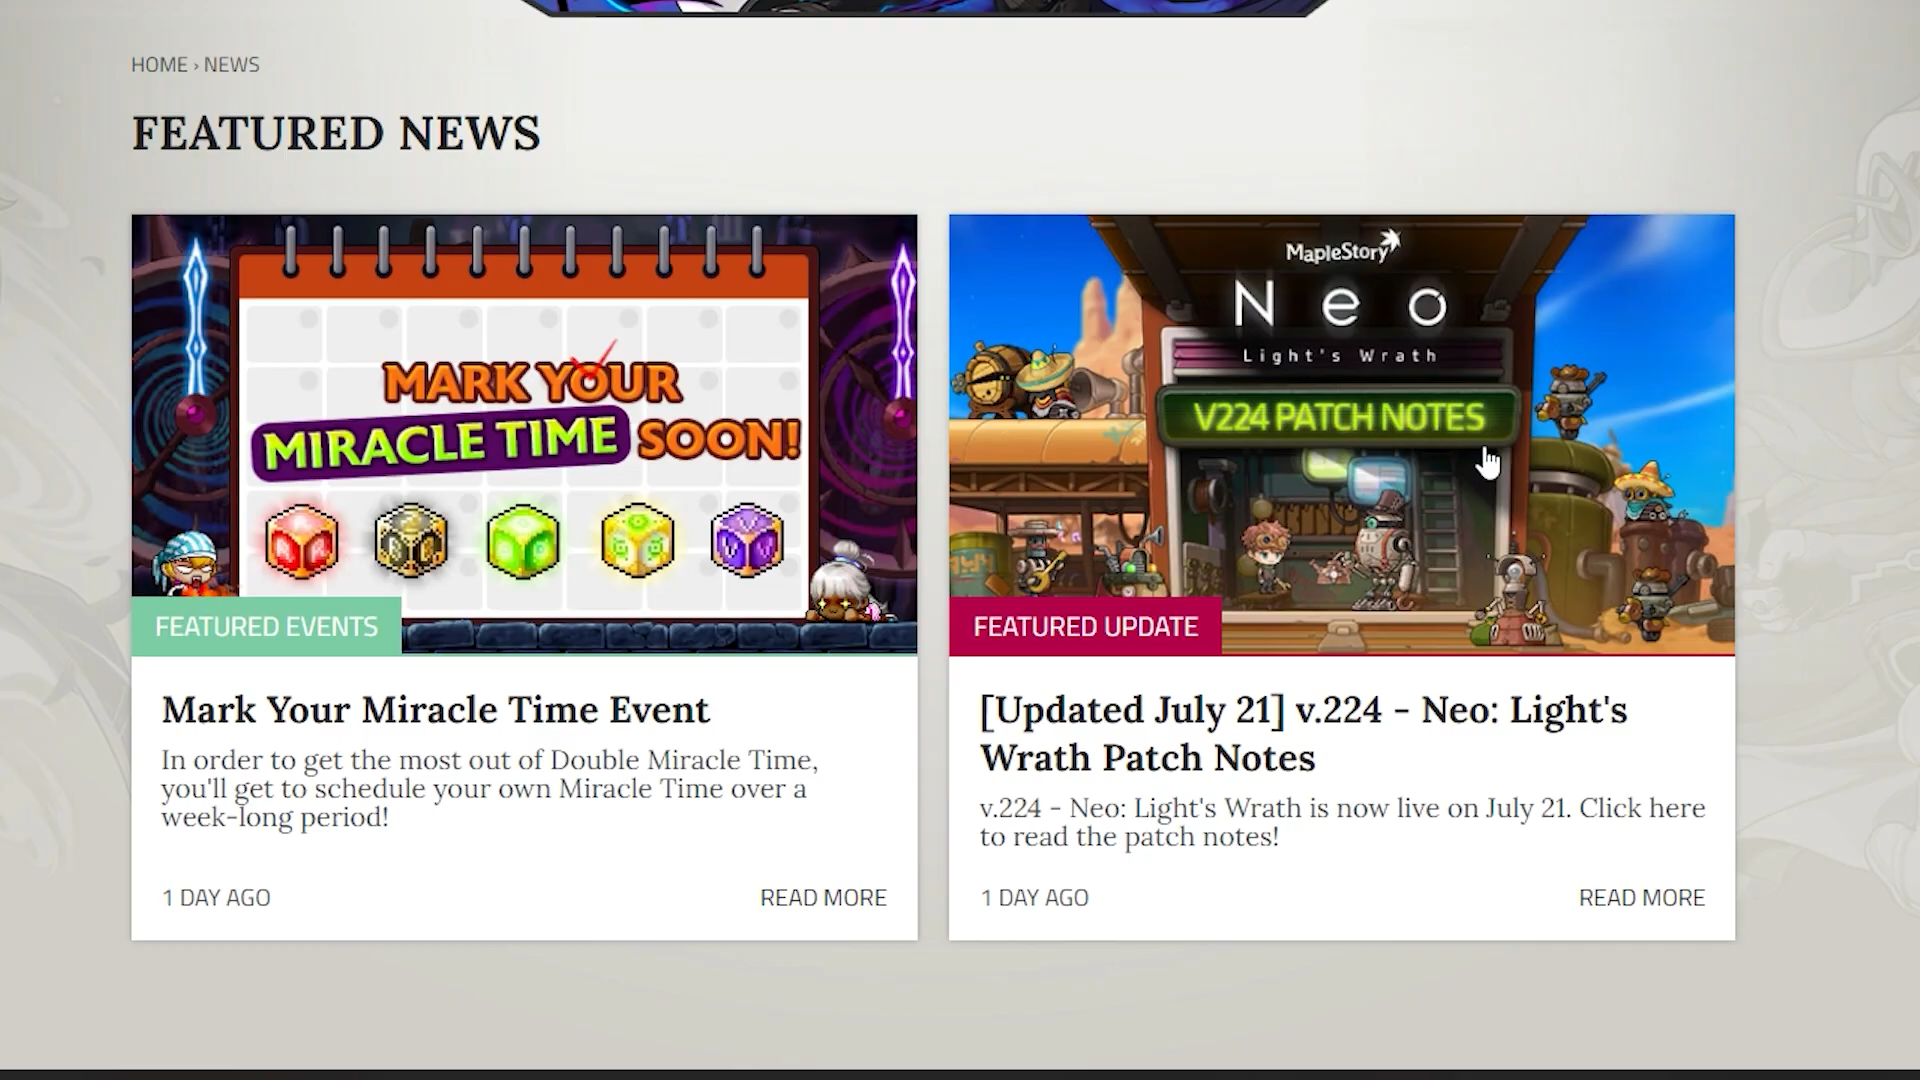 HOME › NEWS
FEATURED NEWS
MARK YOUR
MIRACLE TIME SOON!
FEATURED EVENTS
Mark Your Miracle Time Event
In order to get the most out of Double Miracle Time,
you'll get to schedule your own Miracle Time over a
week-long period!
1 DAY AGO
READ MORE
MapleStory
Neo
Light's Wrath
V224 PATCH NOTES
FEATURED UPDATE
[Updated July 21] v.224 - Neo: Light's
Wrath Patch Notes
v.224 - Neo: Light's Wrath is now live on July 21. Click here
to read the patch notes!
1 DAY AGO
READ MORE